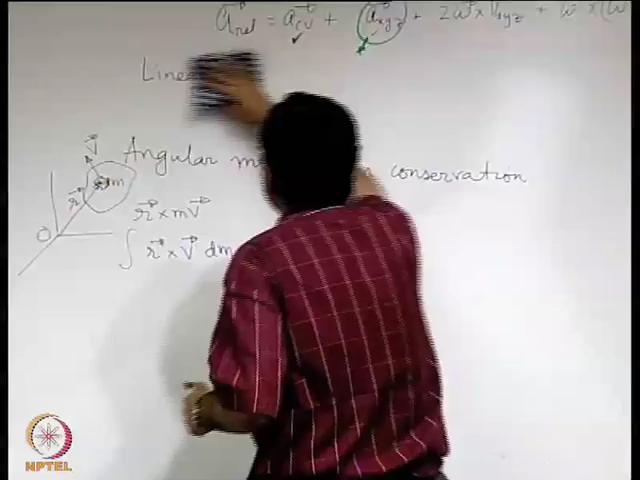 a⃗rel = a⃗cv + a⃗xyz + 2ω⃗ x V⃗xyz + ω⃗ x (ω
Line
Angular m conservation
V⃗
dm
r⃗
O
r⃗ x mV⃗
∫ r⃗ x V⃗ dm
NPTEL